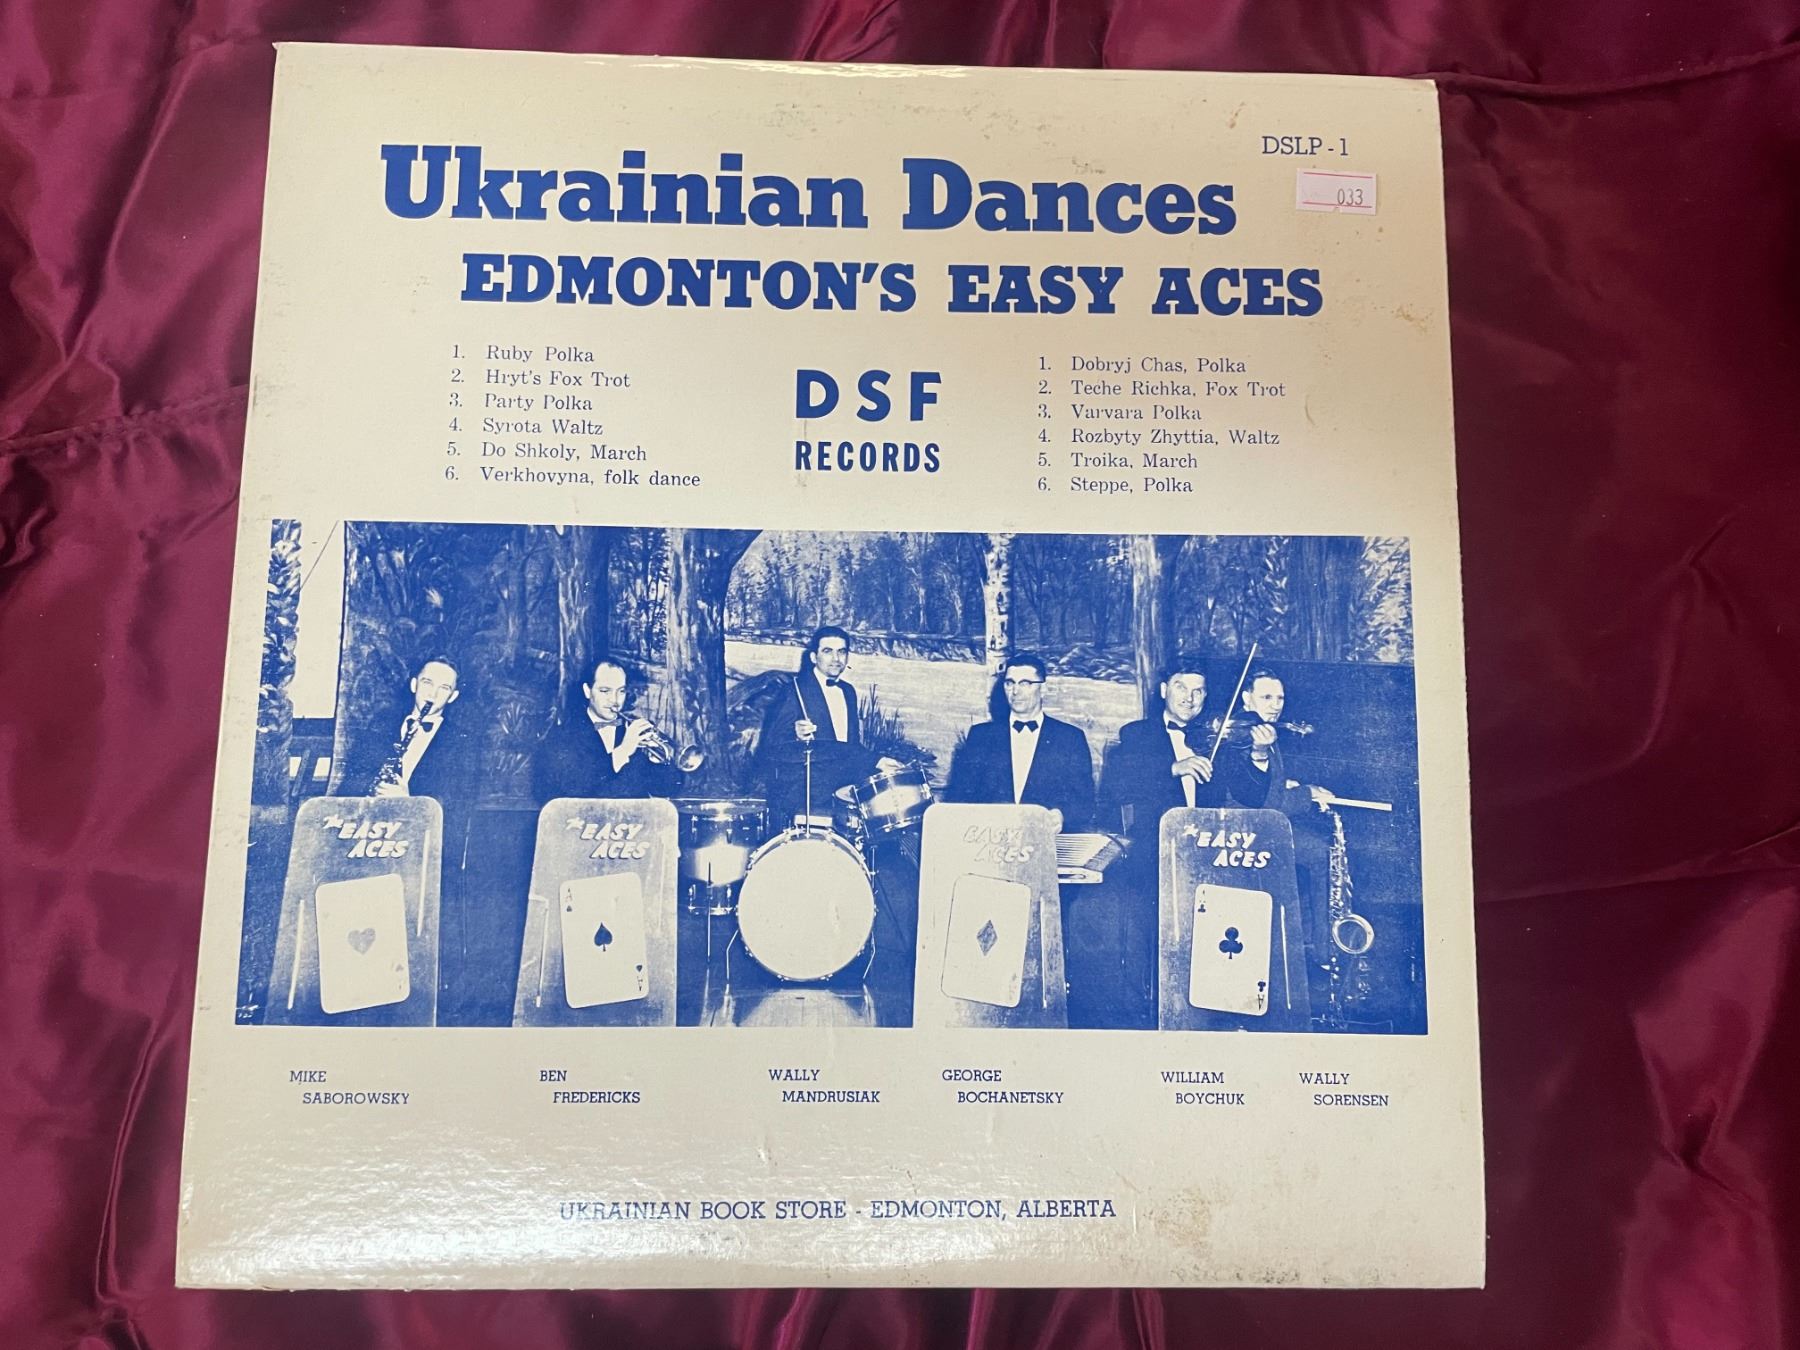 DSLP - 1
033
Ukrainian Dances
EDMONTON'S EASY ACES
1. Ruby Polka
2. Hryt's Fox Trot
3. Party Polka
4. Syrota Waltz
5. Do Shkoly, March
6. Verkhovyna, folk dance
DSF
RECORDS
1. Dobryj Chas, Polka
2. Teche Richka, Fox Trot
3. Varvara Polka
4. Rozbyty Zhyttia, Waltz
5. Troika, March
6. Steppe, Polka
The EASY
ACES
The EASY
ACES
A
A
EASY
ACES
The EASY
ACES
A
A
MIKE
SABOROWSKY
BEN
FREDERICKS
WALLY
MANDRUSIAK
GEORGE
BOCHANETSKY
WILLIAM
BOYCHUK
WALLY
SORENSEN
UKRAINIAN BOOK STORE - EDMONTON, ALBERTA